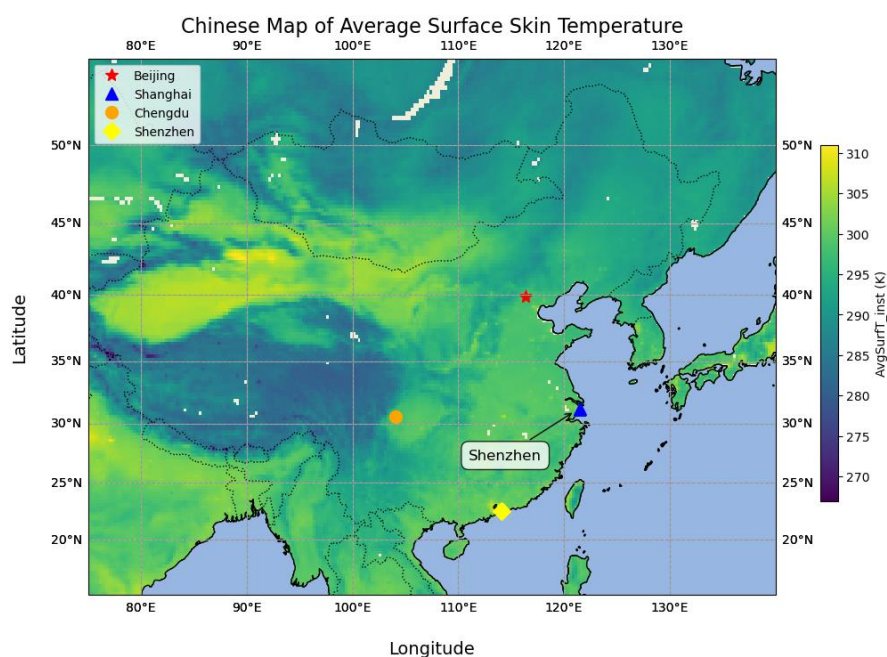 Chinese Map of Average Surface Skin Temperature
80°E 90°E 100°E 110°E 120°E 130°E
Beijing
Shanghai
Chengdu
Shenzhen
50°N 50°N
45°N 45°N
40°N 40°N
35°N 35°N
30°N 30°N
25°N 25°N
20°N 20°N
Shenzhen
80°E 90°E 100°E 110°E 120°E 130°E
Longitude
Latitude
310
305
300
295
290
285
280
275
270
AvgSurfT_inst (K)